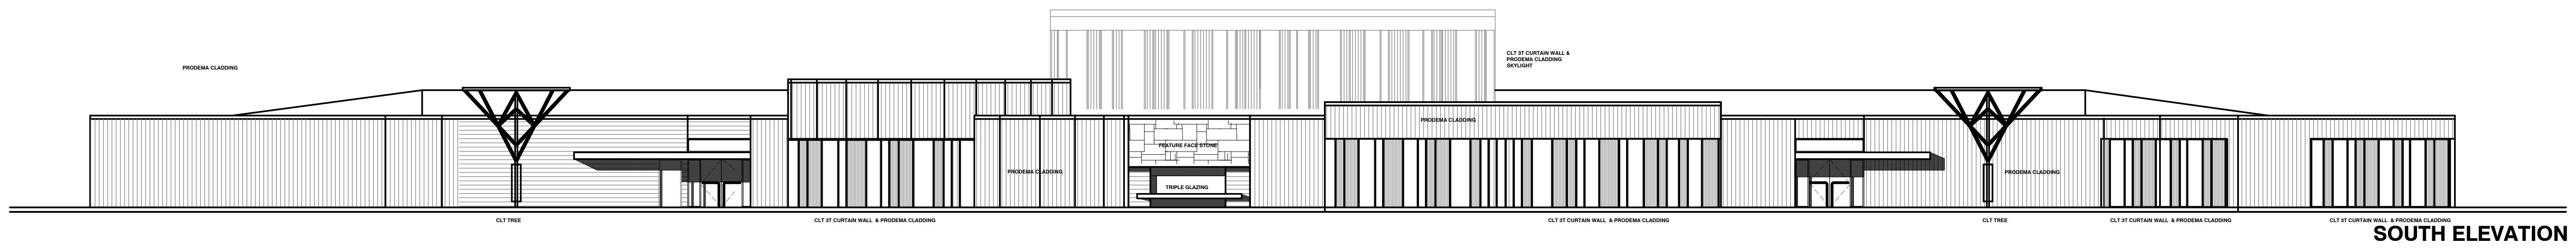 PRODEMA CLADDING
CLT 3T CURTAIN WALL &
PRODEMA CLADDING
SKYLIGHT
PRODEMA CLADDING
FEATURE FACE STONE
PRODEMA CLADDING
PRODEMA CLADDING
TRIPLE GLAZING
CLT TREE
CLT 3T CURTAIN WALL & PRODEMA CLADDING
CLT 3T CURTAIN WALL & PRODEMA CLADDING
CLT TREE
CLT 3T CURTAIN WALL & PRODEMA CLADDING
CLT 3T CURTAIN WALL & PRODEMA CLADDING
SOUTH ELEVATION